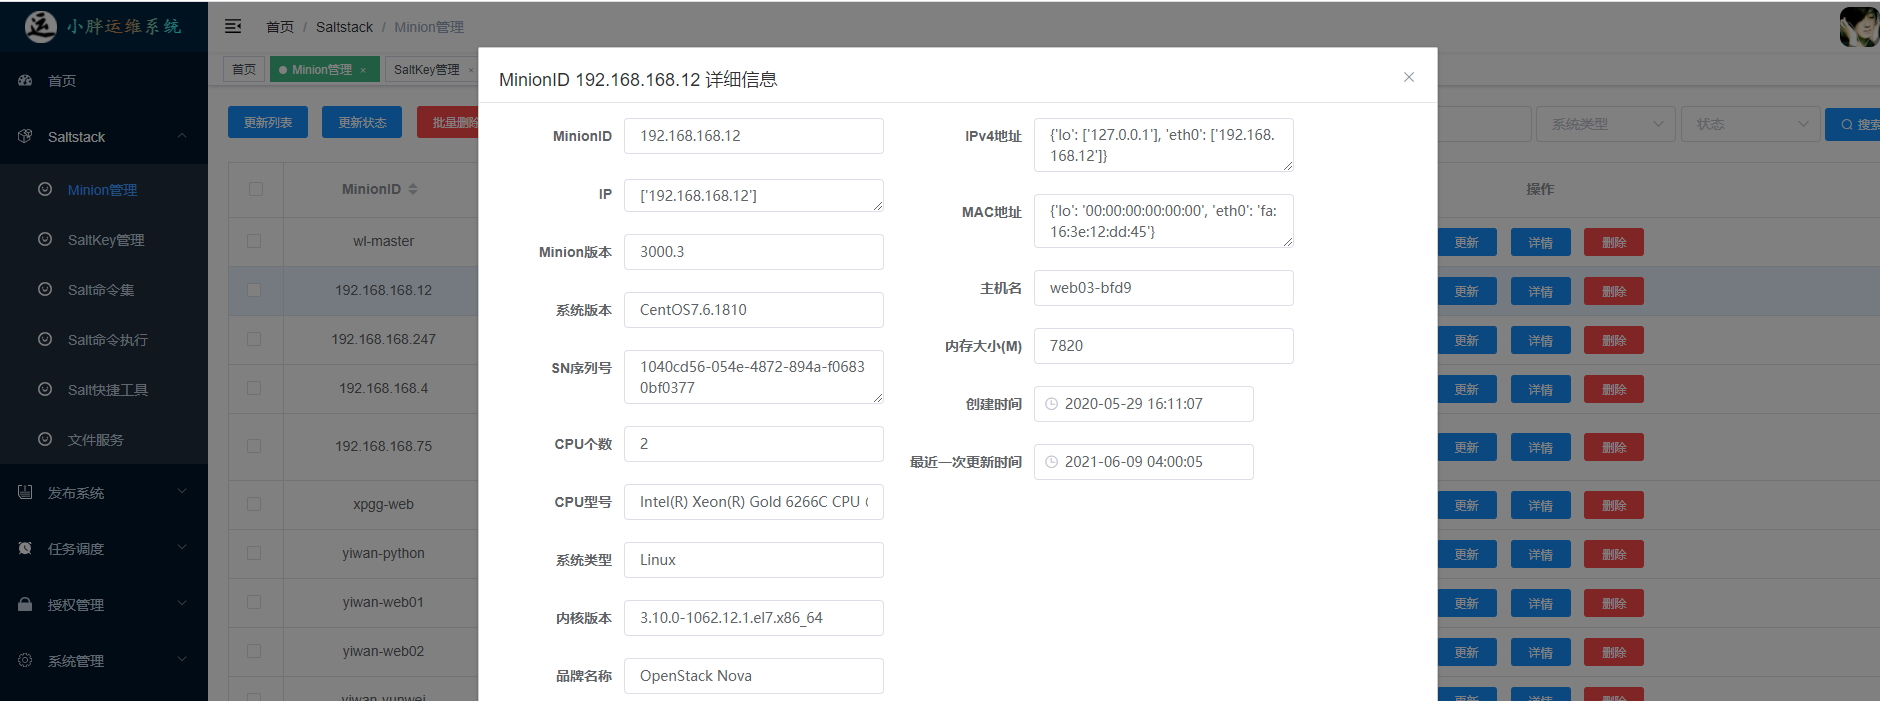 运 小胖运维系统
首页 / Saltstack / Minion管理
首页
Minion管理 ×
SaltKey管理 ×
首页
Saltstack
Minion管理
SaltKey管理
Salt命令集
Salt命令执行
Salt快捷工具
文件服务
发布系统
任务调度
授权管理
系统管理
更新列表
更新状态
批量删除
系统类型
状态
搜索
MinionID
操作
wl-master
更新 详情 删除
192.168.168.12
更新 详情 删除
192.168.168.247
更新 详情 删除
192.168.168.4
更新 详情 删除
192.168.168.75
更新 详情 删除
xpgg-web
更新 详情 删除
yiwan-python
更新 详情 删除
yiwan-web01
更新 详情 删除
yiwan-web02
更新 详情 删除
yiwan-yunwei
更新 详情 删除
MinionID 192.168.168.12 详细信息
MinionID
192.168.168.12
IP
['192.168.168.12']
Minion版本
3000.3
系统版本
CentOS7.6.1810
SN序列号
1040cd56-054e-4872-894a-f0683
0bf0377
CPU个数
2
CPU型号
Intel(R) Xeon(R) Gold 6266C CPU
系统类型
Linux
内核版本
3.10.0-1062.12.1.el7.x86_64
品牌名称
OpenStack Nova
IPv4地址
{'lo': ['127.0.0.1'], 'eth0': ['192.168.
168.12']}
MAC地址
{'lo': '00:00:00:00:00:00', 'eth0': 'fa:
16:3e:12:dd:45'}
主机名
web03-bfd9
内存大小(M)
7820
创建时间
2020-05-29 16:11:07
最近一次更新时间
2021-06-09 04:00:05